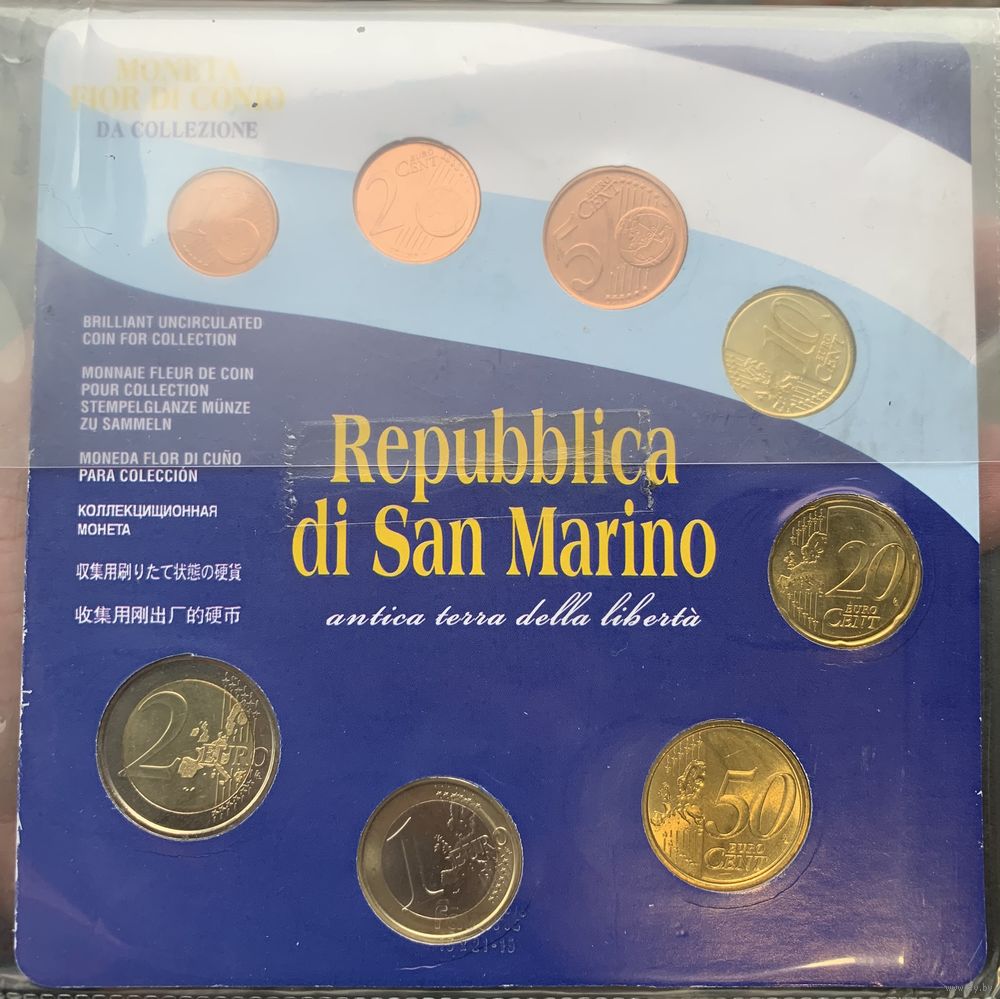 MONETA
FIOR DI CONIO
DA COLLEZIONE
2 EURO CENT
5 EURO CENT
10 EURO CENT
BRILLIANT UNCIRCULATED
COIN FOR COLLECTION
MONNAIE FLEUR DE COIN
POUR COLLECTION
STEMPELGLANZE MÜNZE
ZU SAMMELN
MONEDA FLOR DI CUÑO
PARA COLECCIÓN
КОЛЛЕКЦИЩИОННАЯ
МОНЕТА
収集用刷りたて状態の硬貨
收集用刚出厂的硬币
Repubblica
di San Marino
antica terra della libertà
20 EURO CENT
2 EURO
50 EURO CENT
1 EURO